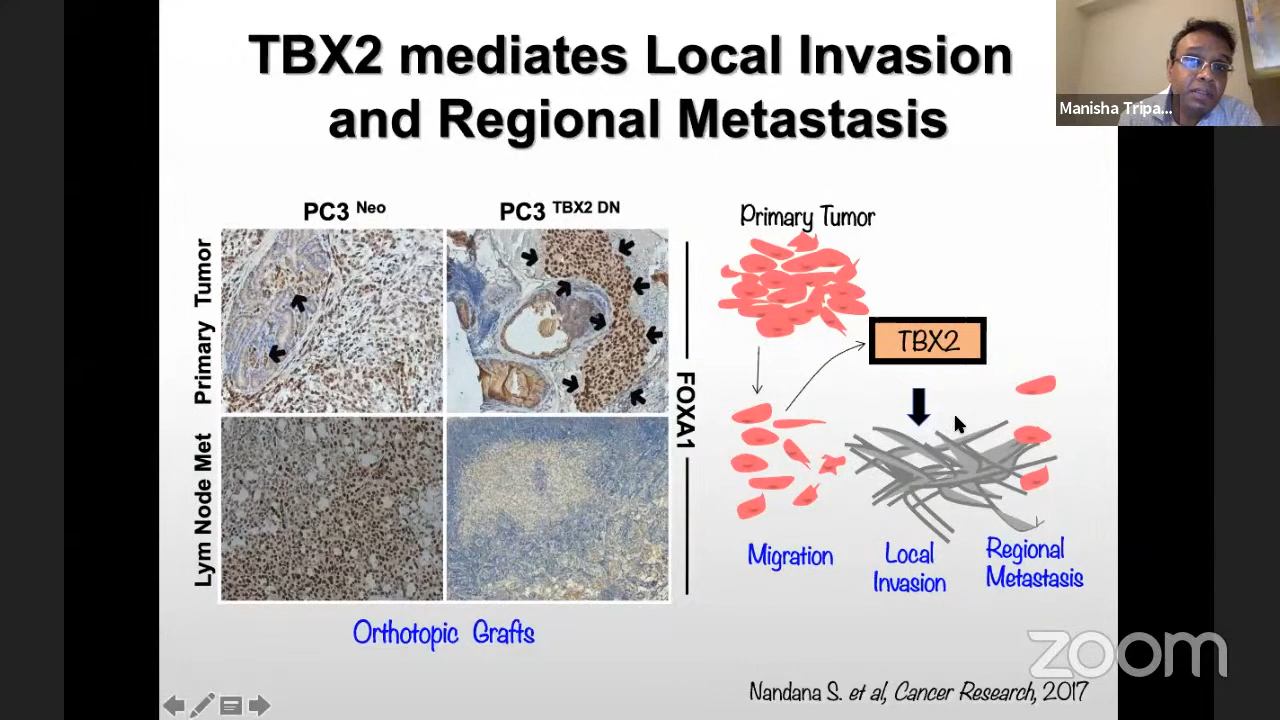 TBX2 mediates Local Invasion
and Regional Metastasis
Manisha Tripa...
PC3 Neo
PC3 TBX2 DN
Primary Tumor
Lym Node Met
FOXA1
Orthotopic Grafts
Primary Tumor
TBX2
Migration
Local
Invasion
Regional
Metastasis
zoom
Nandana S. et al, Cancer Research, 2017